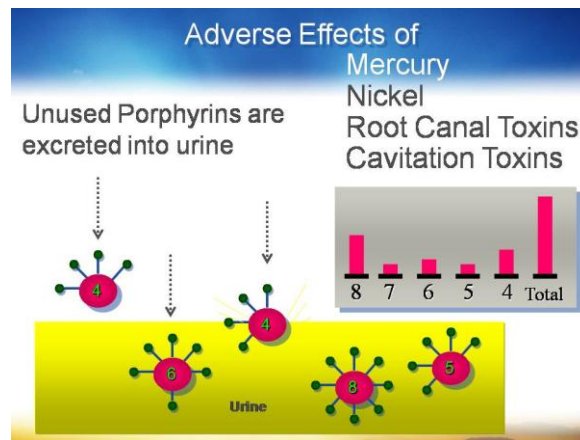 Adverse Effects of
Mercury
Nickel
Root Canal Toxins
Cavitation Toxins
Unused Porphyrins are
excreted into urine
8 7 6 5 4 Total
4
4
6
8
5
Urine